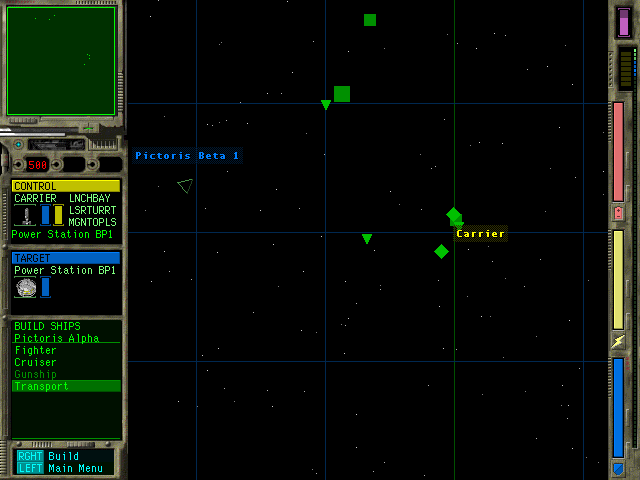 500
CONTROL
CARRIER LNCHBAY
LSRTURRT
MGNTOPLS
Power Station BP1
TARGET
Power Station BP1
BUILD SHIPS
Pictoris Alpha
Fighter
Cruiser
Gunship
Transport
RGHT Build
LEFT Main Menu
Pictoris Beta 1
Carrier